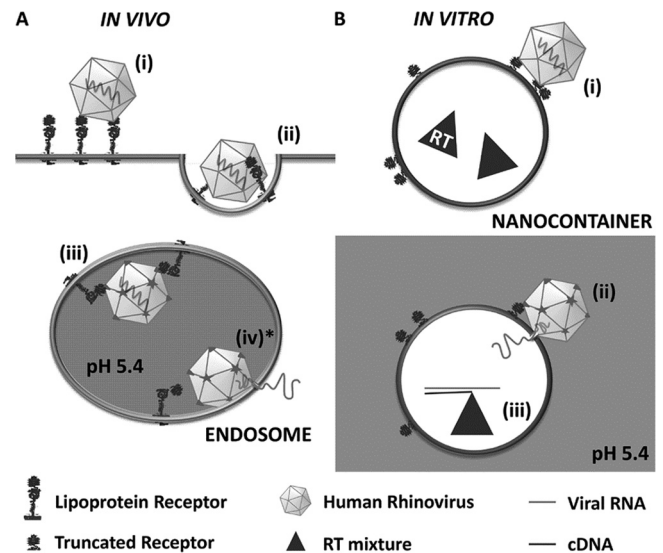 A IN VIVO
B IN VITRO
(i)
(ii)
(iii)
(iv)*
pH 5.4
ENDOSOME
(i)
RT
NANOCONTAINER
(ii)
(iii)
pH 5.4
Lipoprotein Receptor
Human Rhinovirus
Viral RNA
Truncated Receptor
RT mixture
cDNA